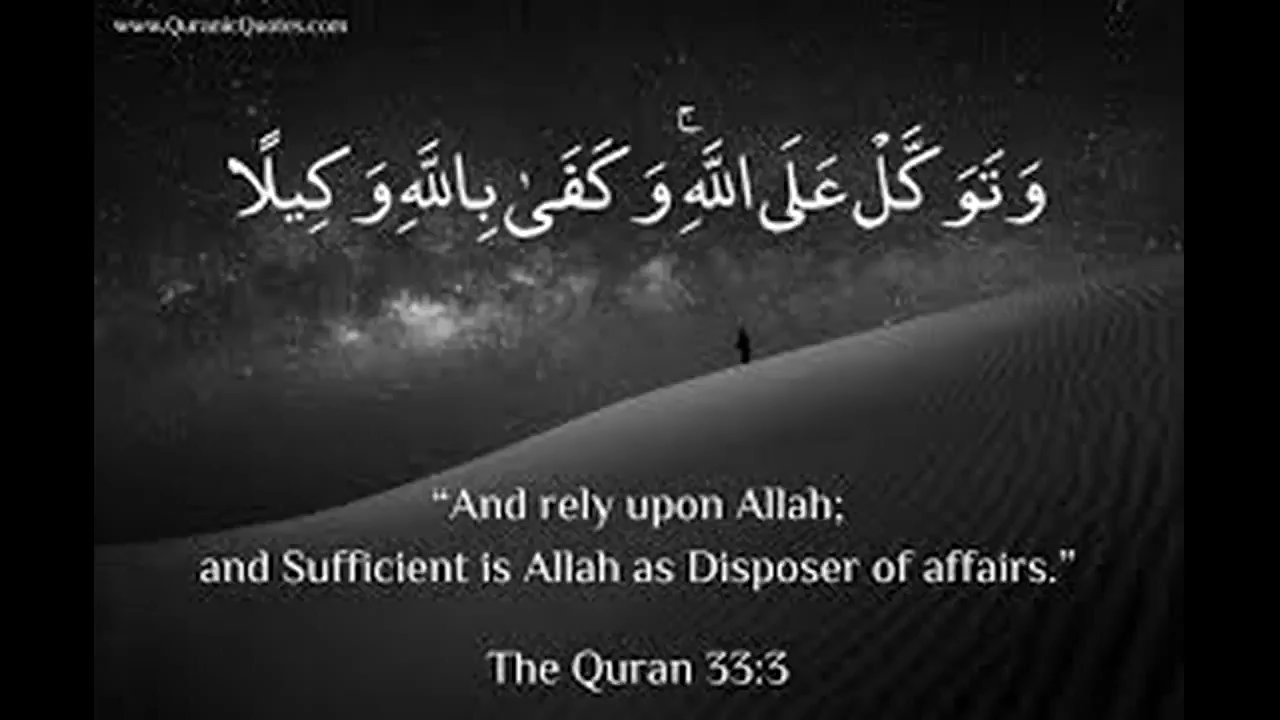 www.QuranicQuotes.com
وَتَوَكَّلْ عَلَى اللَّهِ ۚ وَكَفَىٰ بِاللَّهِ وَكِيلًا
“And rely upon Allah;
and Sufficient is Allah as Disposer of affairs.”
The Quran 33:3